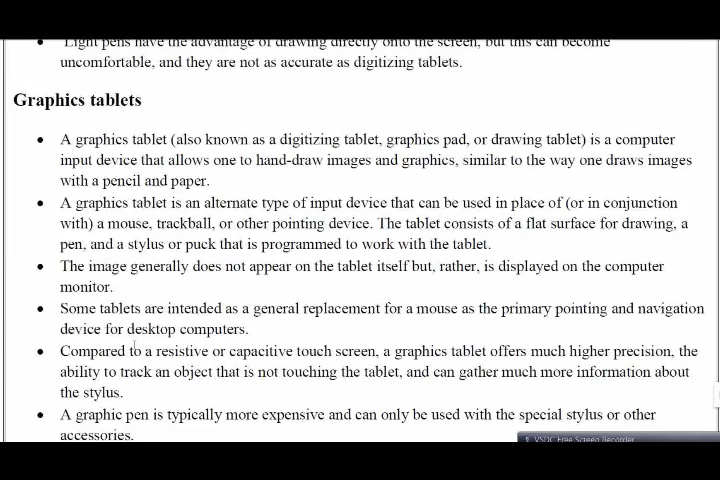 • Light pens have the advantage of drawing directly onto the screen, but this can become
uncomfortable, and they are not as accurate as digitizing tablets.
Graphics tablets
• A graphics tablet (also known as a digitizing tablet, graphics pad, or drawing tablet) is a computer
input device that allows one to hand-draw images and graphics, similar to the way one draws images
with a pencil and paper.
• A graphics tablet is an alternate type of input device that can be used in place of (or in conjunction
with) a mouse, trackball, or other pointing device. The tablet consists of a flat surface for drawing, a
pen, and a stylus or puck that is programmed to work with the tablet.
• The image generally does not appear on the tablet itself but, rather, is displayed on the computer
monitor.
• Some tablets are intended as a general replacement for a mouse as the primary pointing and navigation
device for desktop computers.
• Compared to a resistive or capacitive touch screen, a graphics tablet offers much higher precision, the
ability to track an object that is not touching the tablet, and can gather much more information about
the stylus.
• A graphic pen is typically more expensive and can only be used with the special stylus or other
accessories.
VSDC Free Screen Recorder